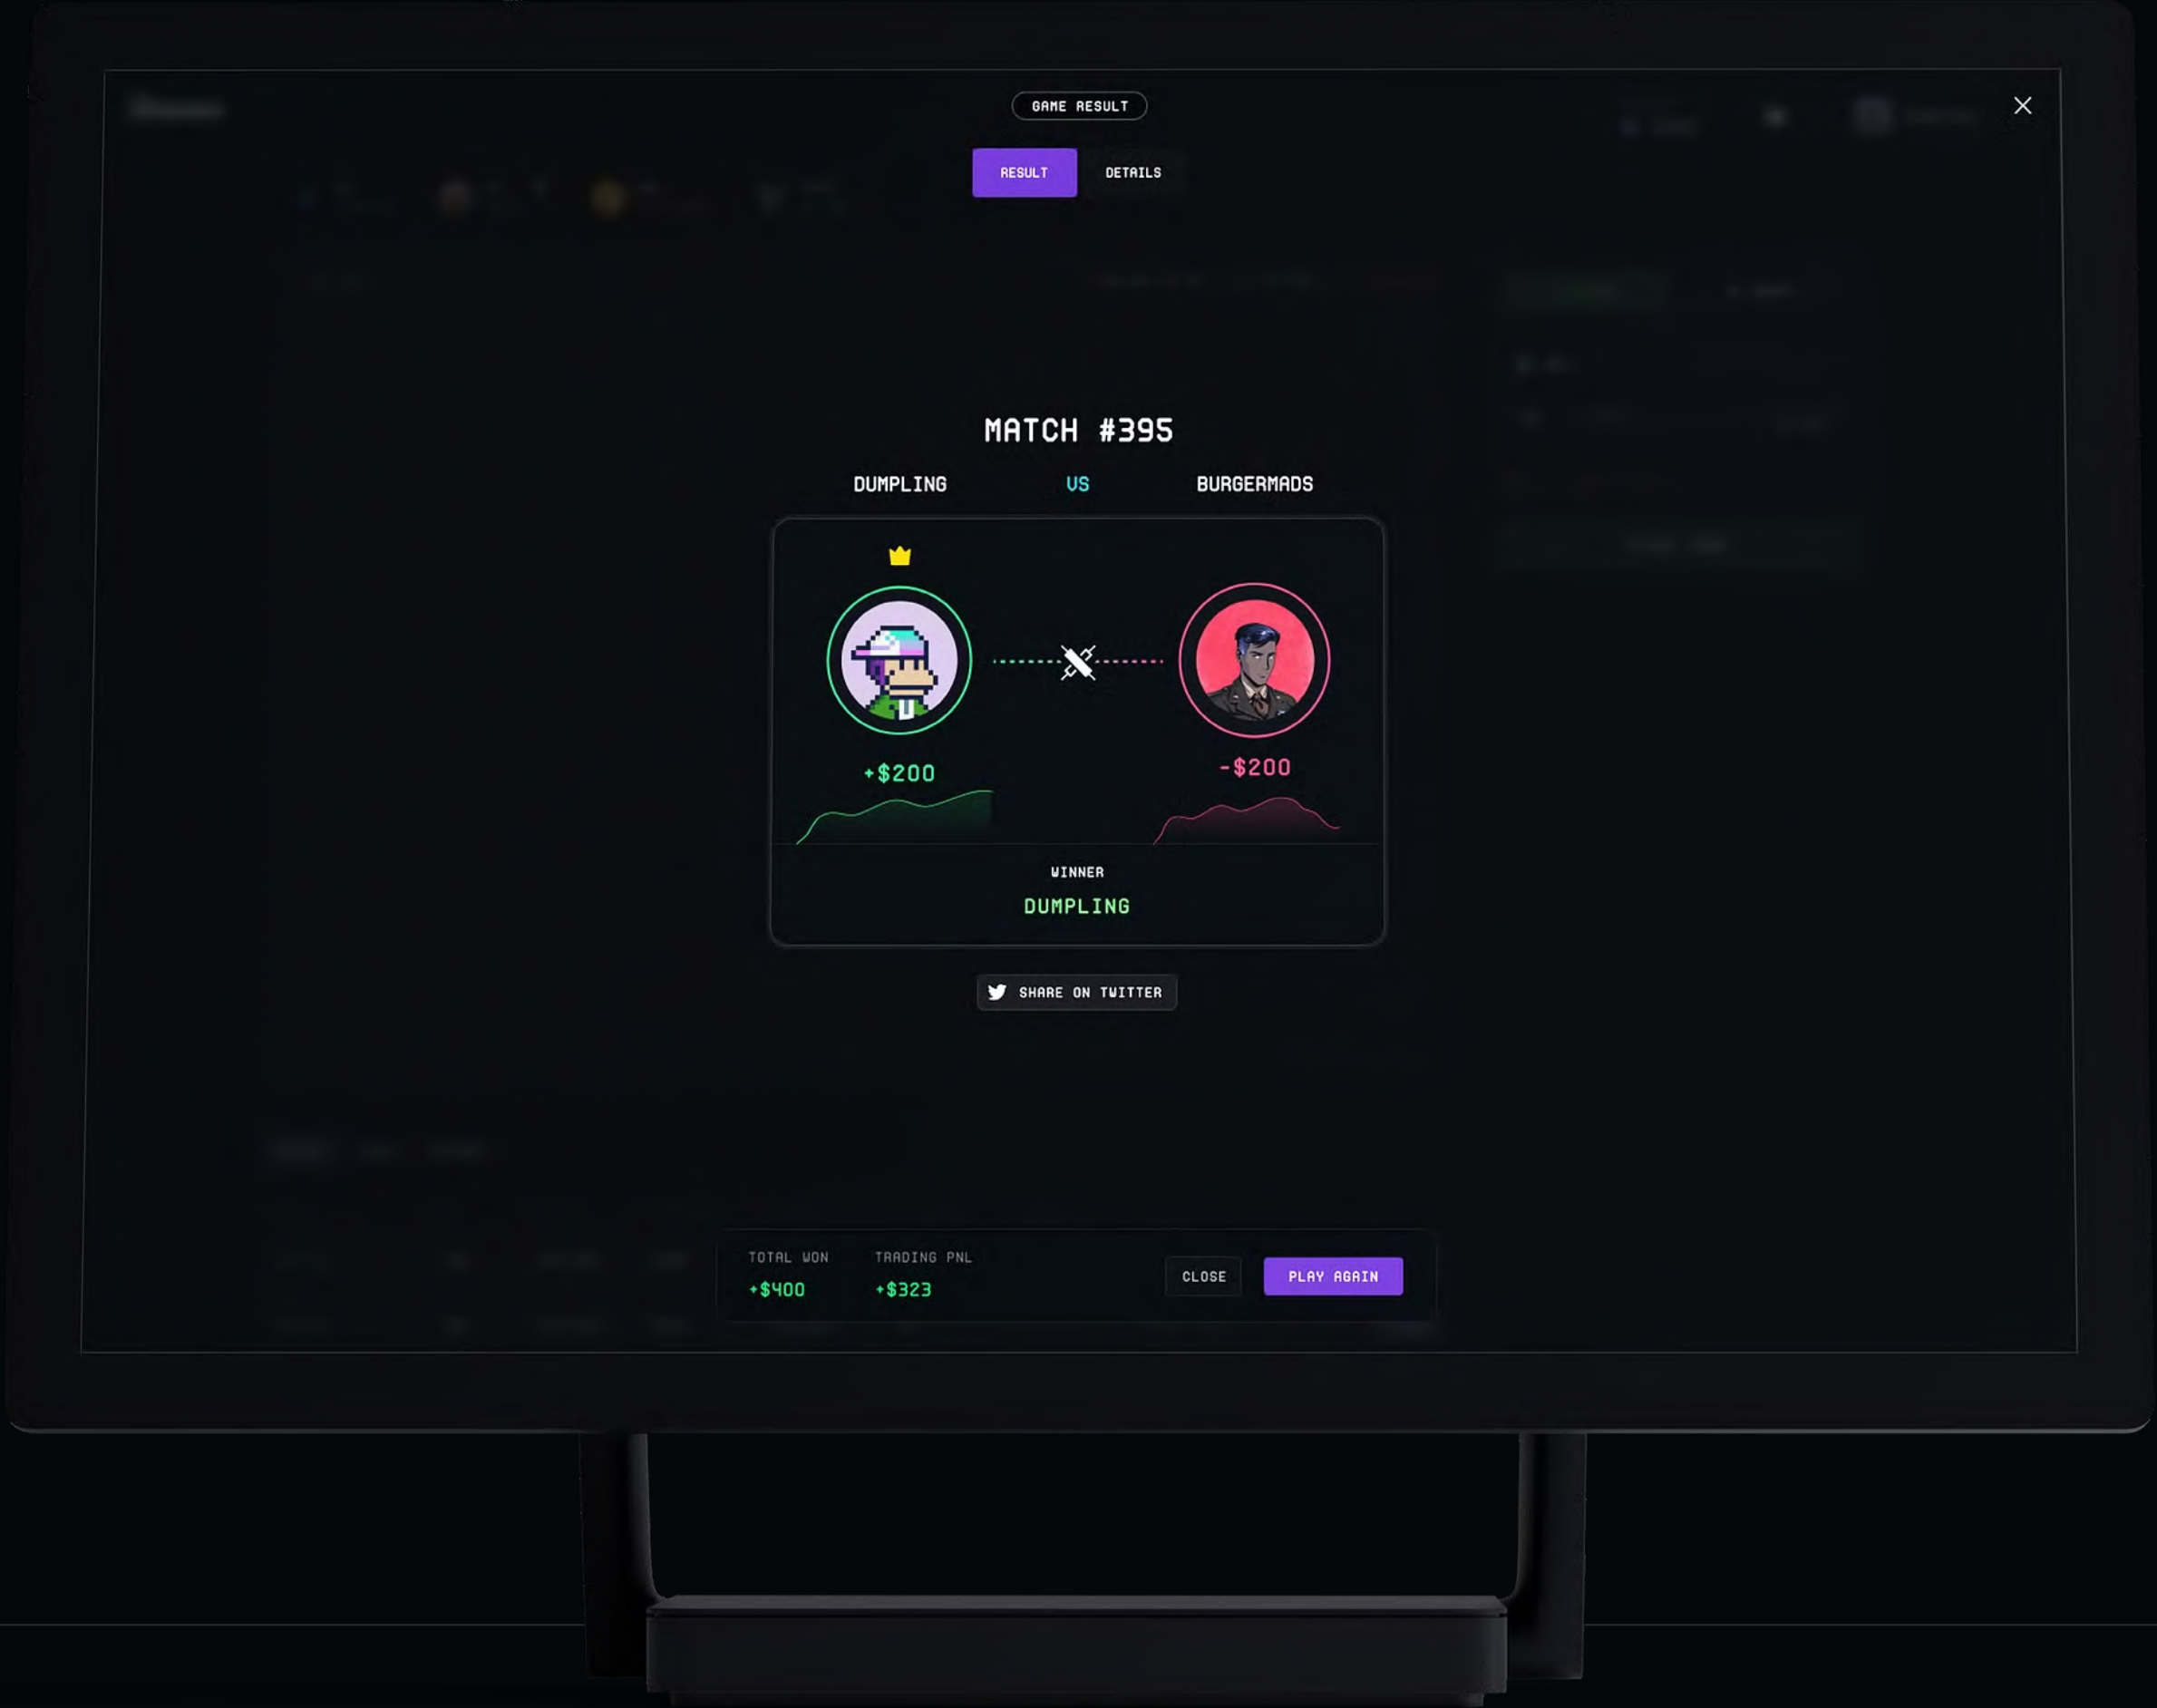 GAME RESULT
RESULT DETAILS
MATCH #395
DUMPLING VS BURGERMADS
+$200 -$200
WINNER
DUMPLING
SHARE ON TWITTER
TOTAL WON TRADING PNL
+$400 +$323
CLOSE PLAY AGAIN